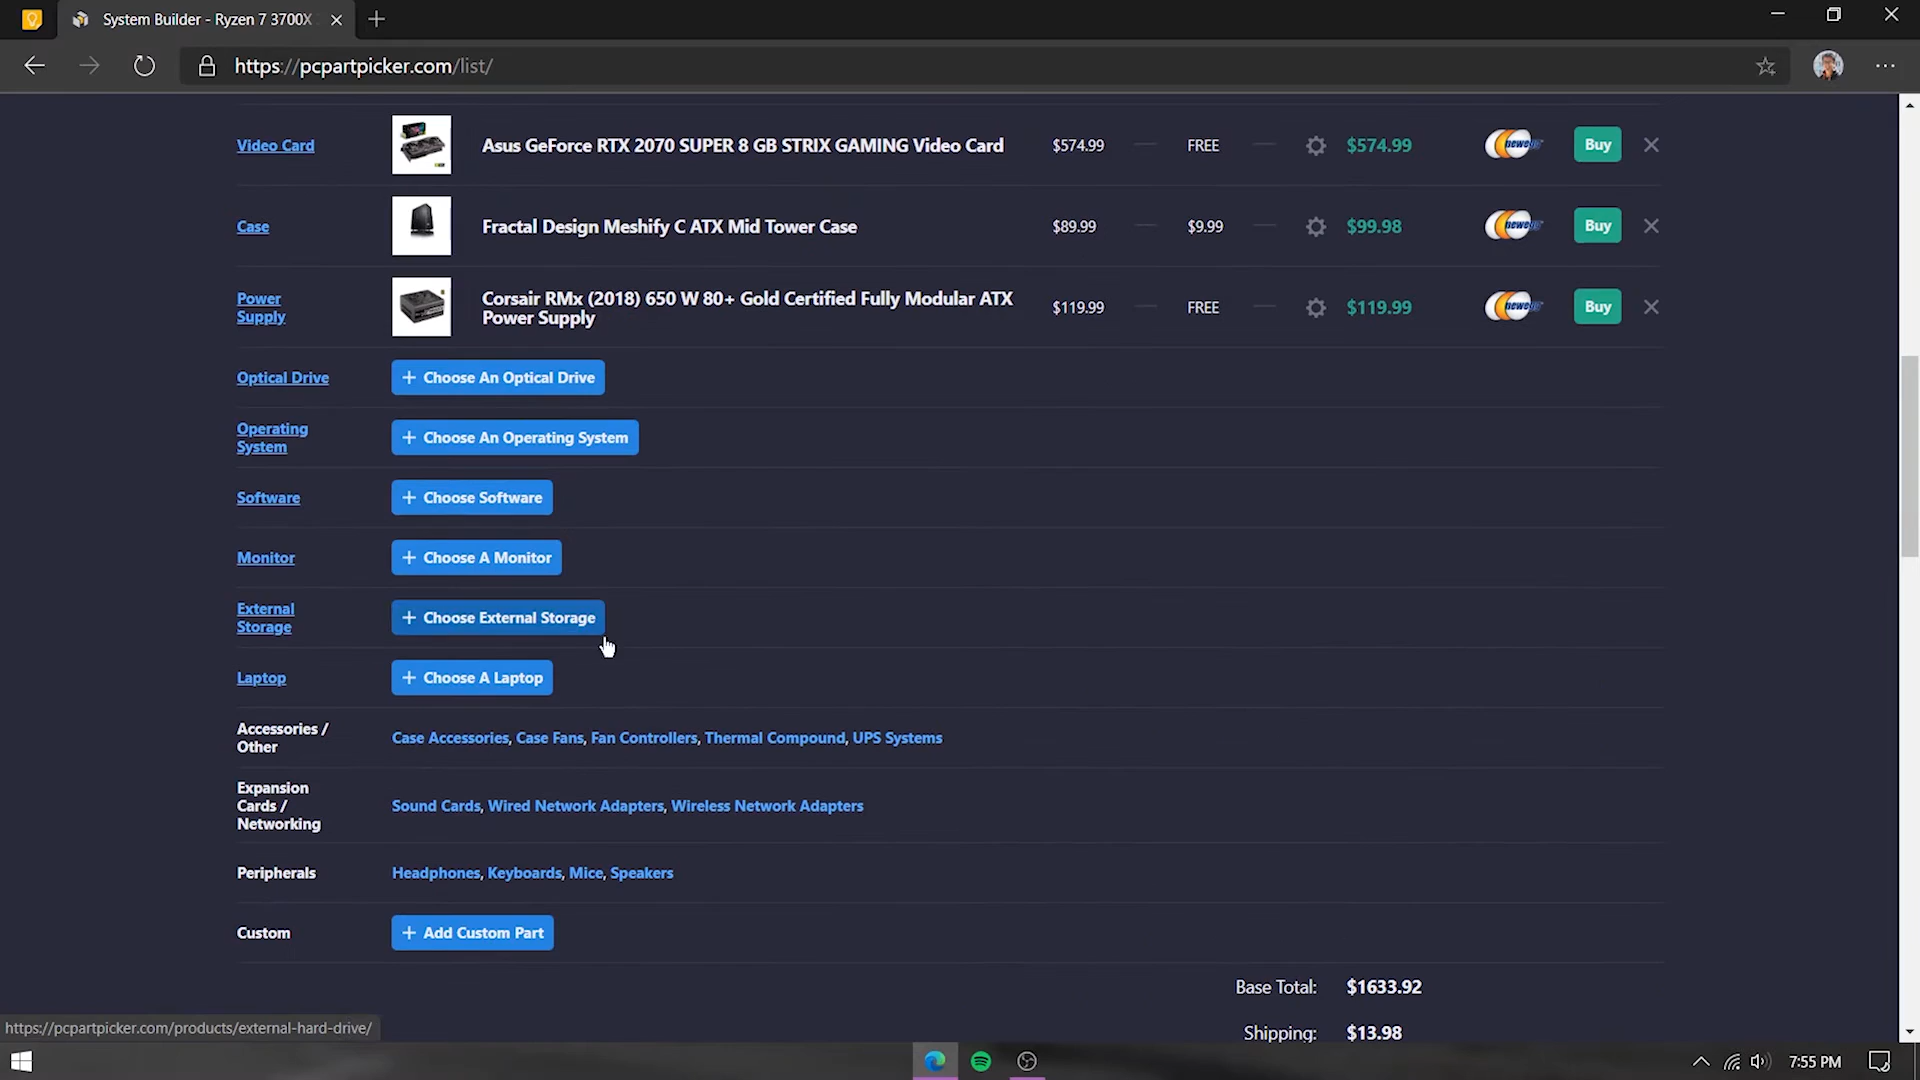 System Builder - Ryzen 7 3700X
https://pcpartpicker.com/list/
Video Card
Asus GeForce RTX 2070 SUPER 8 GB STRIX GAMING Video Card
$574.99
FREE
$574.99
newegg
Buy
Case
Fractal Design Meshify C ATX Mid Tower Case
$89.99
$9.99
$99.98
newegg
Buy
Power
Supply
Corsair RMx (2018) 650 W 80+ Gold Certified Fully Modular ATX
Power Supply
$119.99
FREE
$119.99
newegg
Buy
Optical Drive
+ Choose An Optical Drive
Operating
System
+ Choose An Operating System
Software
+ Choose Software
Monitor
+ Choose A Monitor
External
Storage
+ Choose External Storage
Laptop
+ Choose A Laptop
Accessories /
Other
Case Accessories, Case Fans, Fan Controllers, Thermal Compound, UPS Systems
Expansion
Cards /
Networking
Sound Cards, Wired Network Adapters, Wireless Network Adapters
Peripherals
Headphones, Keyboards, Mice, Speakers
Custom
+ Add Custom Part
Base Total: $1633.92
Shipping: $13.98
https://pcpartpicker.com/products/external-hard-drive/
7:55 PM